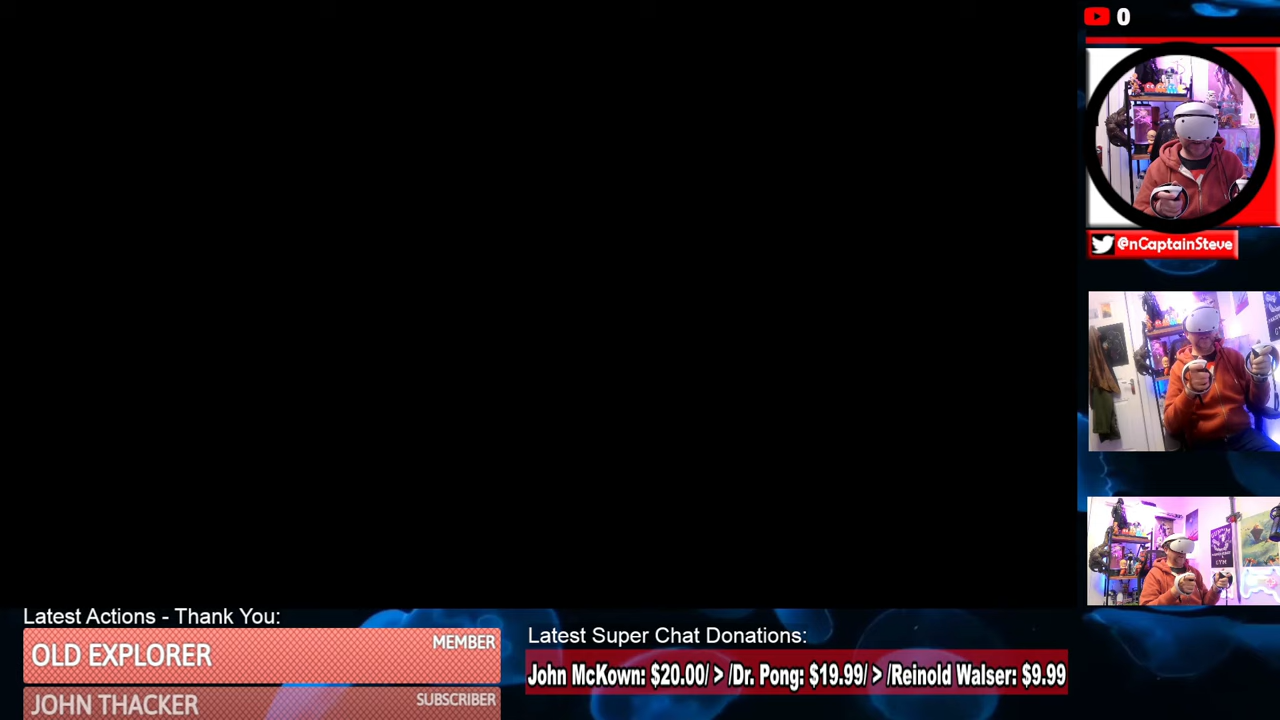 0
@nCaptainSteve
Latest Actions - Thank You:
OLD EXPLORER
MEMBER
JOHN THACKER
SUBSCRIBER
Latest Super Chat Donations:
John McKown: $20.00/ > /Dr. Pong: $19.99/ > /Reinold Walser: $9.99